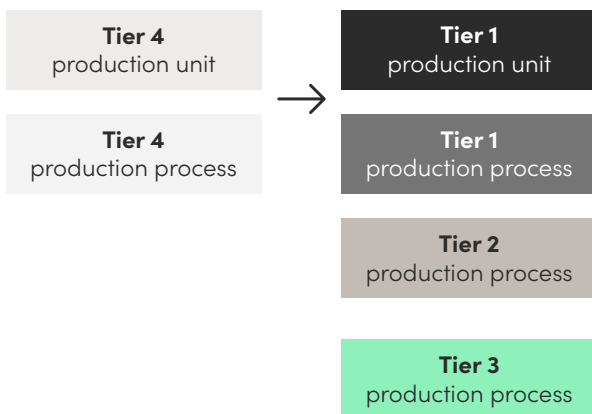 Tier 4
production unit
Tier 4
production process
Tier 1
production unit
Tier 1
production process
Tier 2
production process
Tier 3
production process